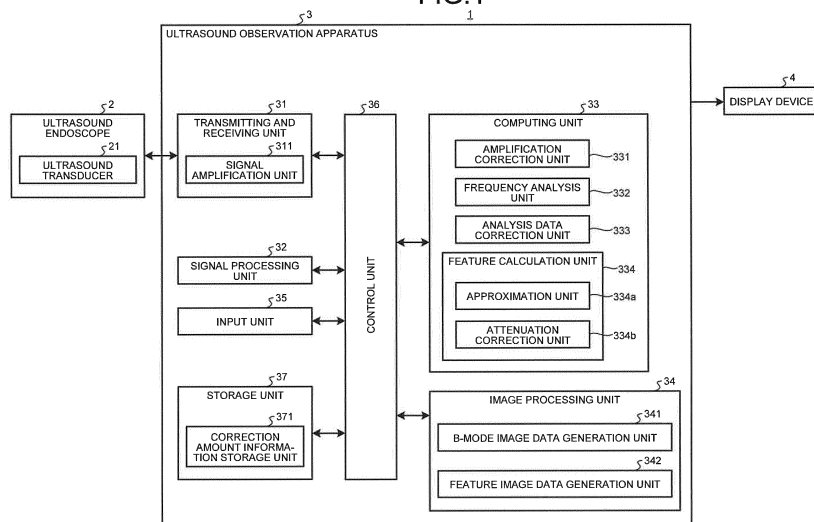 1
3
ULTRASOUND OBSERVATION APPARATUS
2
ULTRASOUND
ENDOSCOPE
21
ULTRASOUND
TRANSDUCER
31
TRANSMITTING AND
RECEIVING UNIT
311
SIGNAL
AMPLIFICATION UNIT
32
SIGNAL PROCESSING
UNIT
35
INPUT UNIT
37
STORAGE UNIT
371
CORRECTION
AMOUNT INFORMA-
TION STORAGE UNIT
36
CONTROL UNIT
33
COMPUTING UNIT
AMPLIFICATION
CORRECTION UNIT
331
FREQUENCY ANALYSIS
UNIT
332
ANALYSIS DATA
CORRECTION UNIT
333
FEATURE CALCULATION UNIT
334
APPROXIMATION UNIT
334a
ATTENUATION
CORRECTION UNIT
334b
34
IMAGE PROCESSING UNIT
341
B-MODE IMAGE DATA GENERATION UNIT
342
FEATURE IMAGE DATA GENERATION UNIT
4
DISPLAY DEVICE